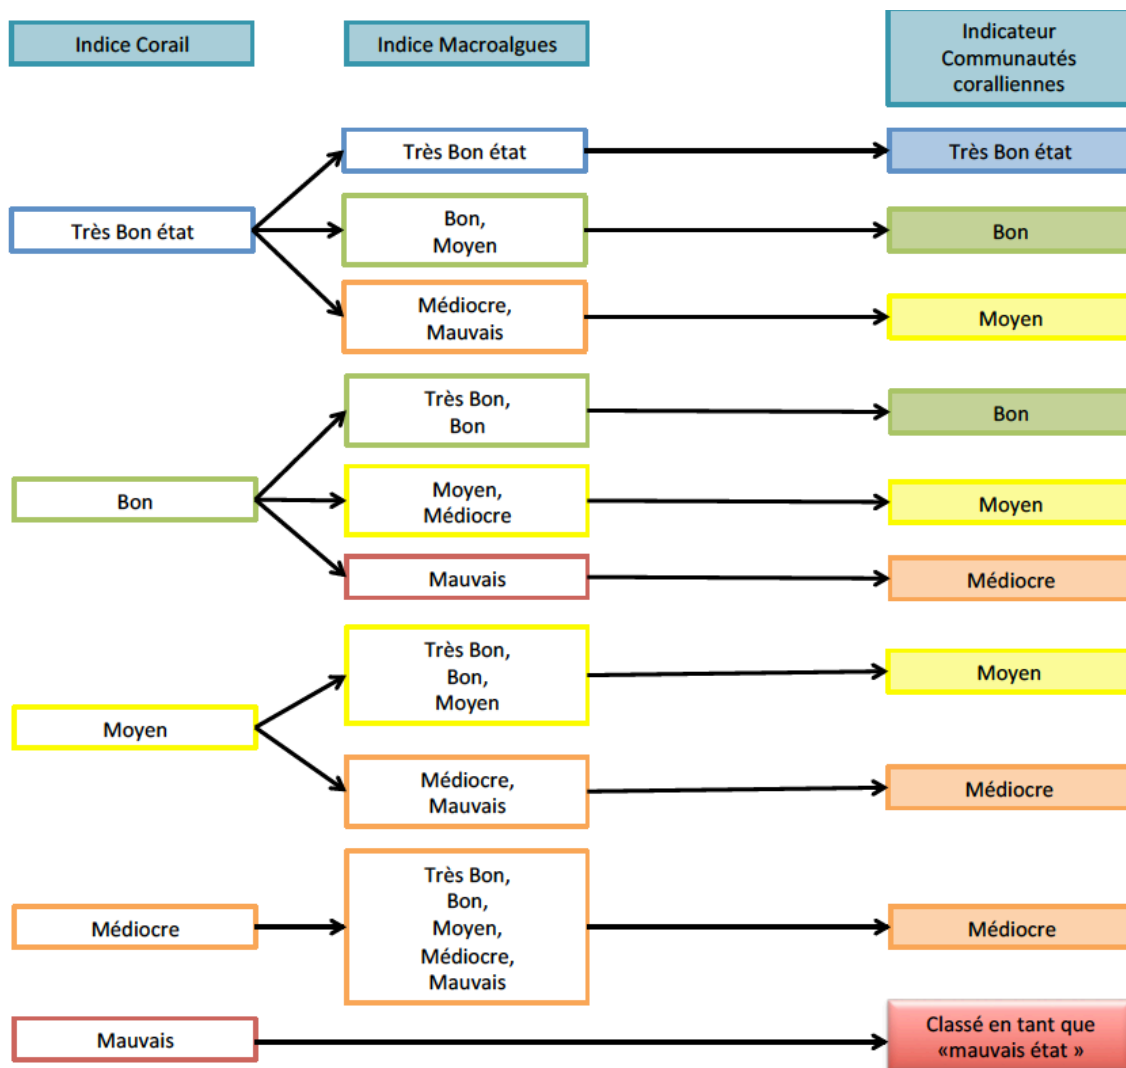 Indice Corail
Indice Macroalgues
Indicateur
Communautés
coralliennes
Très Bon état
Très Bon état
Très Bon état
Bon,
Moyen
Bon
Médiocre,
Mauvais
Moyen
Bon
Très Bon,
Bon
Bon
Moyen,
Médiocre
Moyen
Mauvais
Médiocre
Moyen
Très Bon,
Bon,
Moyen
Moyen
Médiocre,
Mauvais
Médiocre
Médiocre
Très Bon,
Bon,
Moyen,
Médiocre,
Mauvais
Médiocre
Mauvais
Classé en tant que
«mauvais état »